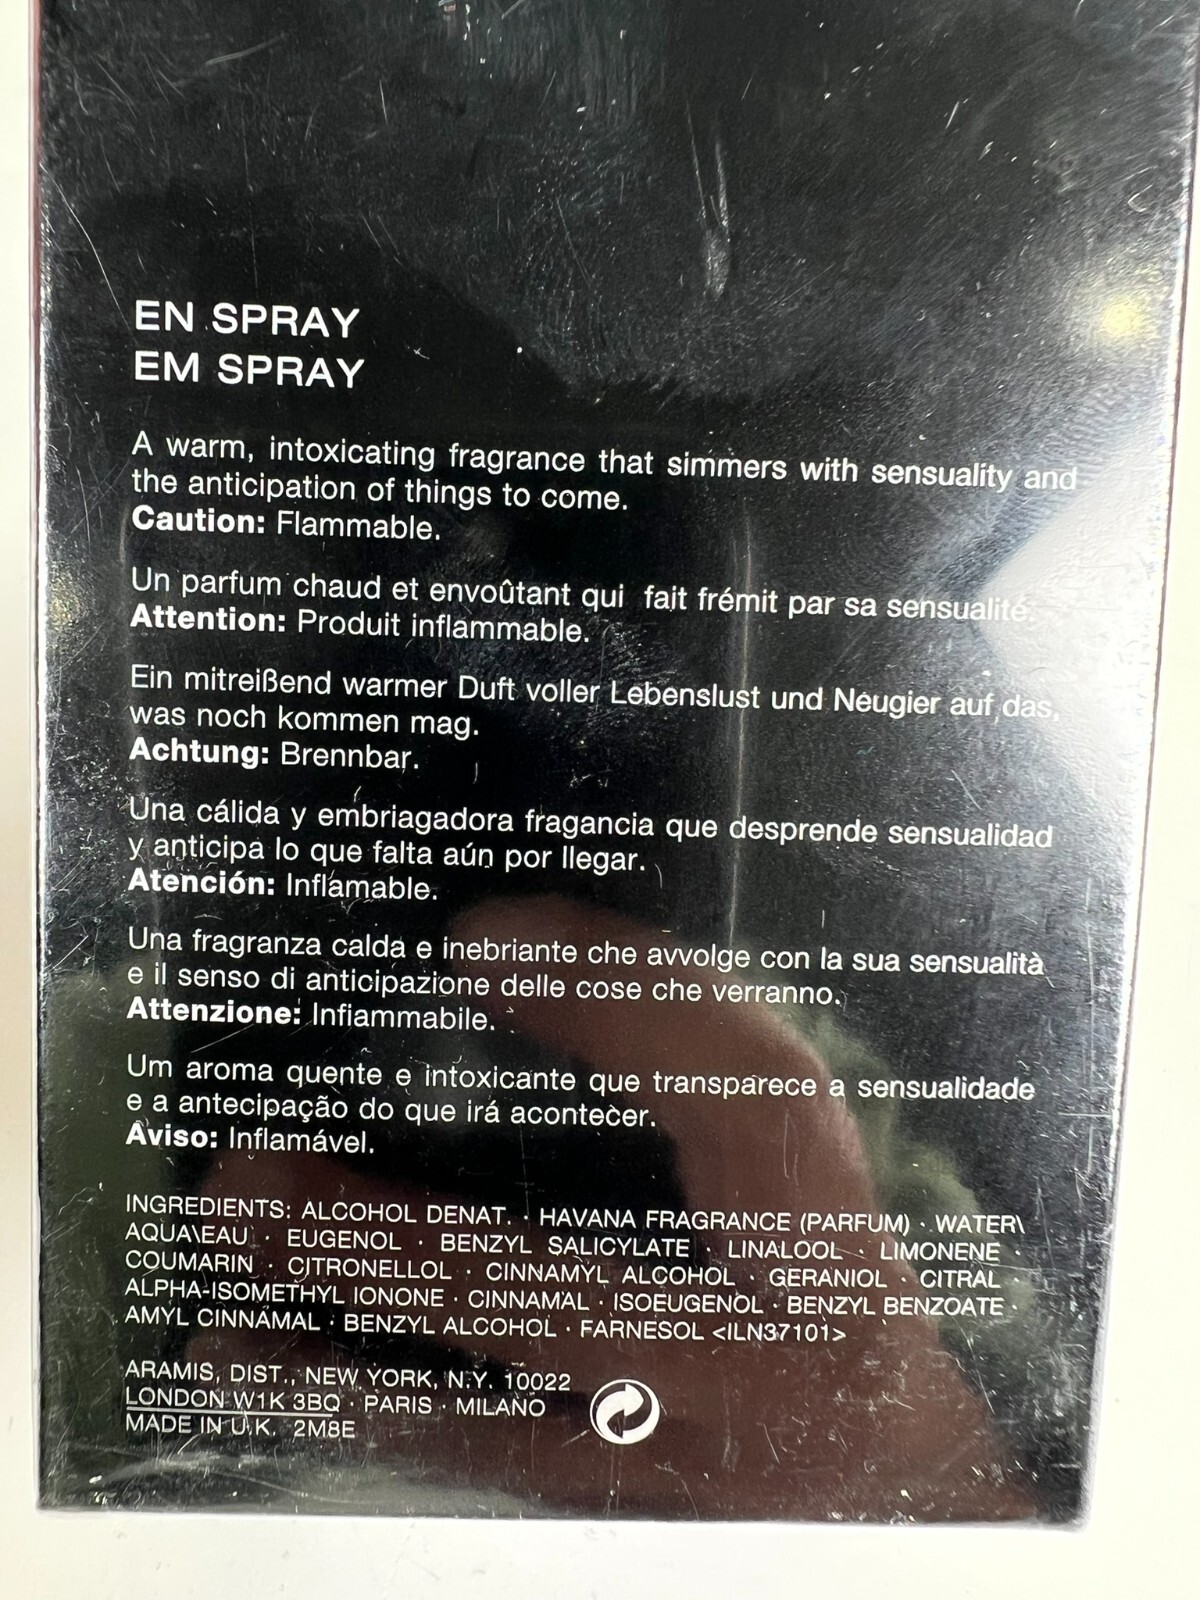 EN SPRAY
EM SPRAY
A warm, intoxicating fragrance that simmers with sensuality and
the anticipation of things to come.
Caution: Flammable.
Un parfum chaud et envoûtant qui fait frémit par sa sensualité.
Attention: Produit inflammable.
Ein mitreißend warmer Duft voller Lebenslust und Neugier auf das,
was noch kommen mag.
Achtung: Brennbar.
Una cálida y embriagadora fragancia que desprende sensualidad
y anticipa lo que falta aún por llegar.
Atención: Inflamable.
Una fragranza calda e inebriante che avvolge con la sua sensualità
e il senso di anticipazione delle cose che verranno.
Attenzione: Infiammabile.
Um aroma quente e intoxicante que transparece a sensualidade
e a antecipação do que irá acontecer.
Aviso: Inflamável.
INGREDIENTS: ALCOHOL DENAT. · HAVANA FRAGRANCE (PARFUM) · WATER\
AQUA\EAU · EUGENOL · BENZYL SALICYLATE · LINALOOL · LIMONENE ·
COUMARIN · CITRONELLOL · CINNAMYL ALCOHOL · GERANIOL · CITRAL ·
ALPHA-ISOMETHYL IONONE · CINNAMAL · ISOEUGENOL · BENZYL BENZOATE ·
AMYL CINNAMAL · BENZYL ALCOHOL · FARNESOL <ILN37101>
ARAMIS, DIST., NEW YORK, N.Y. 10022
LONDON W1K 3BQ · PARIS · MILANO
MADE IN U.K. 2M8E